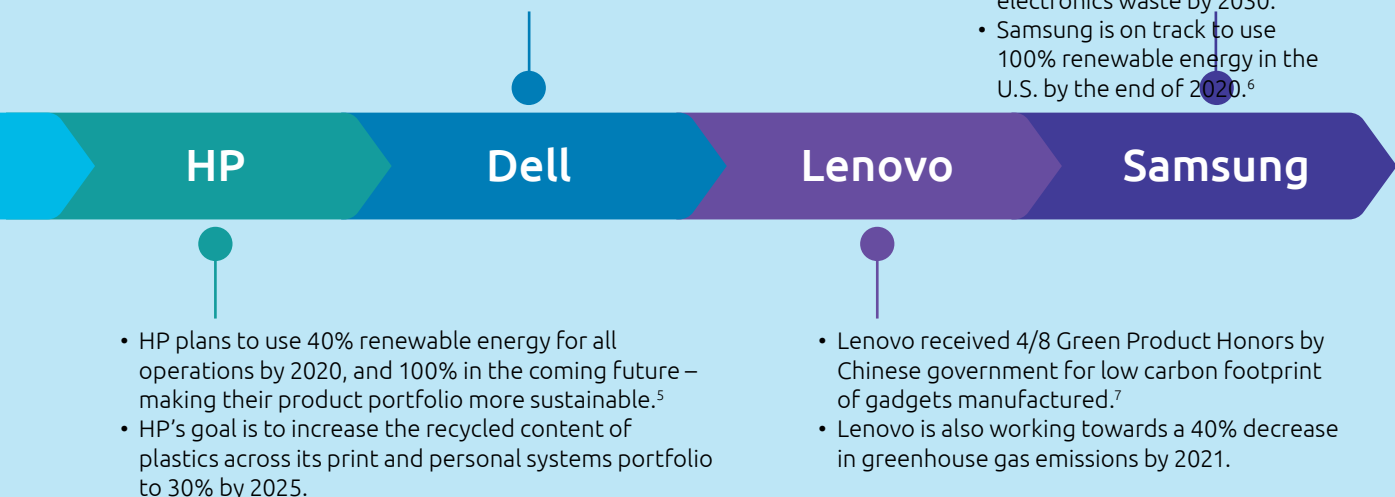 electronics waste by 2030.
• Samsung is on track to use
100% renewable energy in the
U.S. by the end of 2020.⁶
HP
Dell
Lenovo
Samsung
• HP plans to use 40% renewable energy for all
operations by 2020, and 100% in the coming future –
making their product portfolio more sustainable.⁵
• HP’s goal is to increase the recycled content of
plastics across its print and personal systems portfolio
to 30% by 2025.
• Lenovo received 4/8 Green Product Honors by
Chinese government for low carbon footprint
of gadgets manufactured.⁷
• Lenovo is also working towards a 40% decrease
in greenhouse gas emissions by 2021.